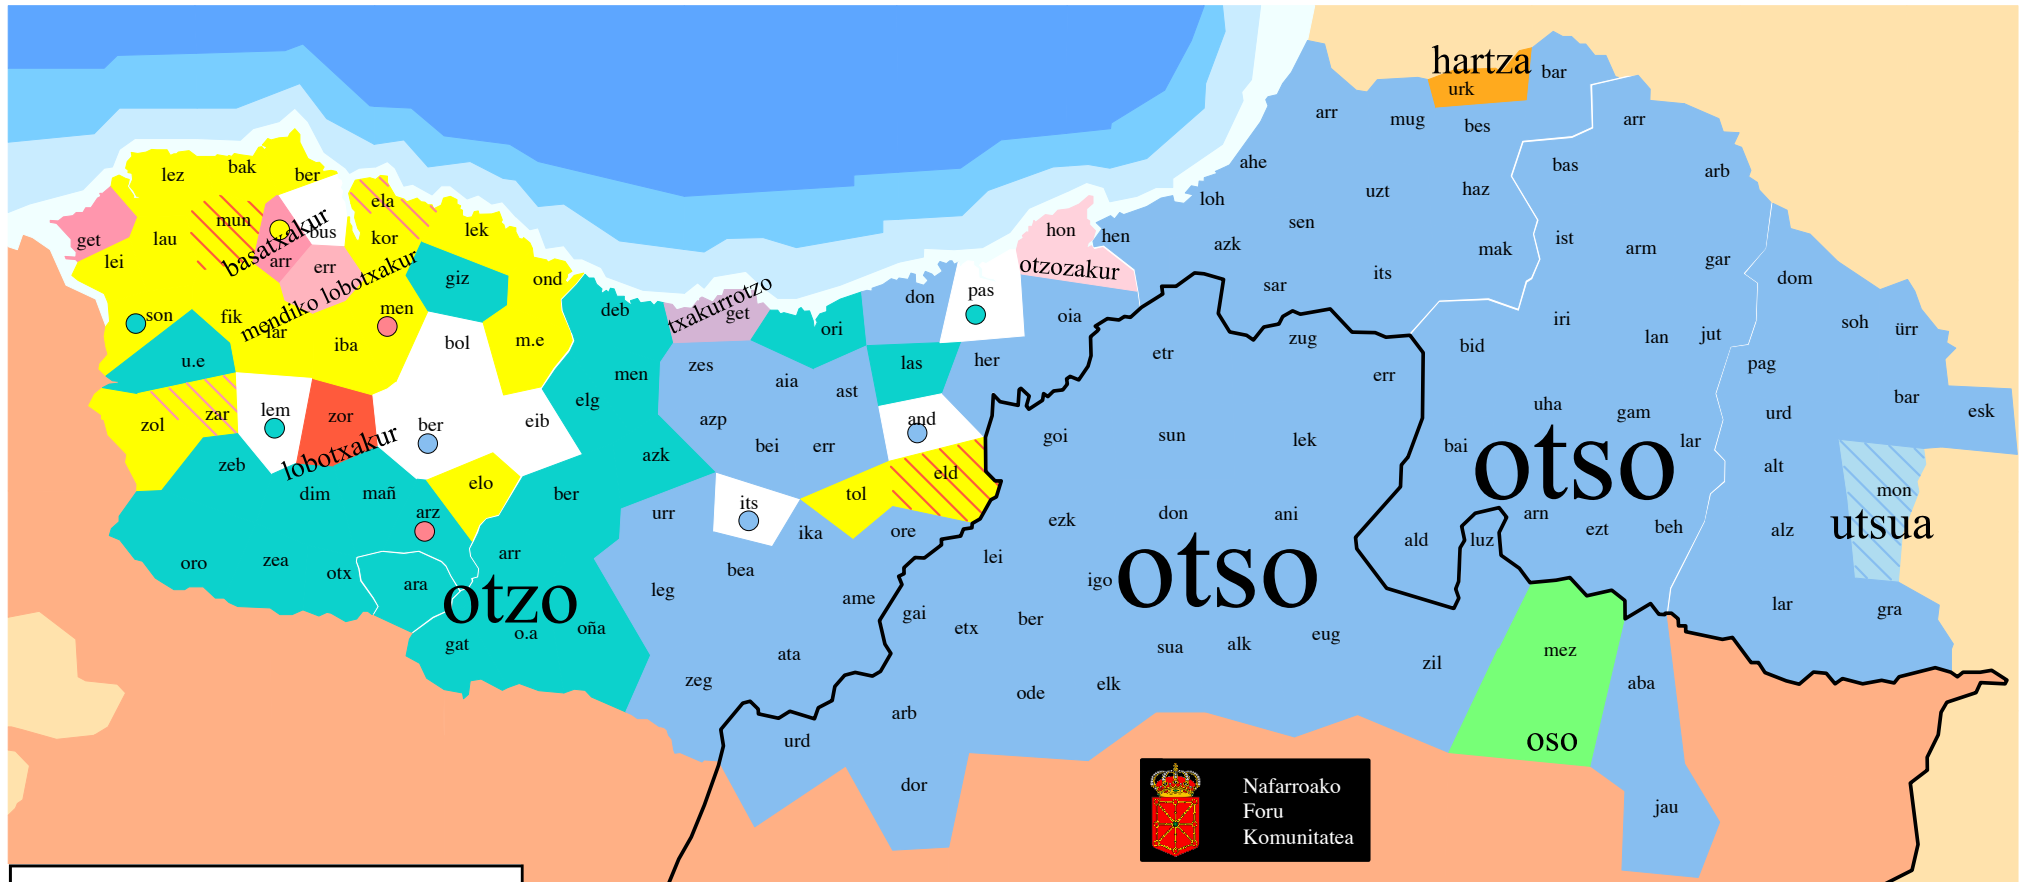 hartza
bar
urk
arr
mug
bes
arr
lez
bak
ber
ahe
bas
arb
ela
uzt
haz
loh
mun
bus
kor
lek
sen
get
lau
hon
hen
azk
mak
ist
arm
gar
basatxakur
lei
arr
err
giz
ond
otzozakur
its
dom
mendiko lobotxakur
sar
don
pas
son
fik
lar
men
deb
txakurrotzo
get
ori
oia
iri
soh
ürr
iba
bol
m.e
zug
lan
jut
u.e
zes
las
her
etr
bid
pag
men
aia
ast
err
zol
zar
lem
zor
ber
eib
elg
azp
and
uha
gam
urd
bar
esk
lobotxakur
zeb
azk
bei
err
goi
sun
lek
bai
otso
lar
alt
dim
mañ
elo
ber
tol
eld
mon
arz
urr
its
ika
ore
ezk
don
ani
ald
luz
arn
ezt
beh
alz
utsua
oro
zea
otx
ara
arr
otzo
bea
lei
igo
otso
leg
ame
gai
lar
gra
gat
o.a
oña
etx
ber
ata
sua
alk
eug
zil
mez
zeg
ode
elk
aba
arb
urd
oso
dor
jau
Nafarroako
Foru
Komunitatea